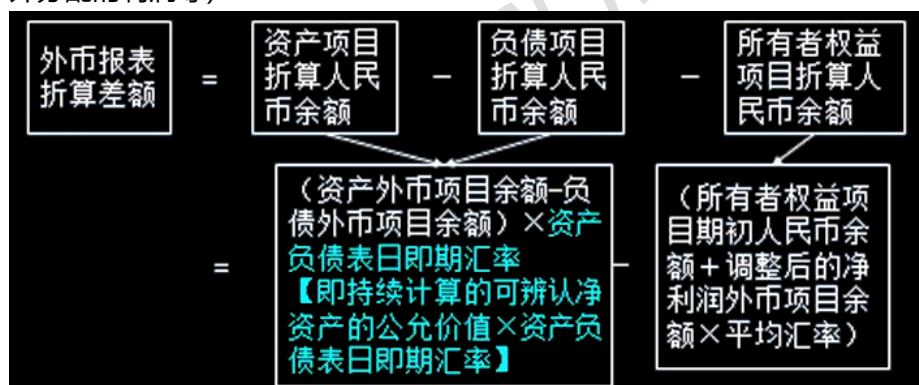 外币报表
折算差额
=
资产项目
折算人民
币余额
－
负债项目
折算人民
币余额
－
所有者权益
项目折算人
民币余额
=
（资产外币项目余额-负
债外币项目余额）×资产
负债表日即期汇率
【即持续计算的可辨认净
资产的公允价值×资产负
债表日即期汇率】
－
（所有者权益项
目期初人民币余
额＋调整后的净
利润外币项目余
额×平均汇率）